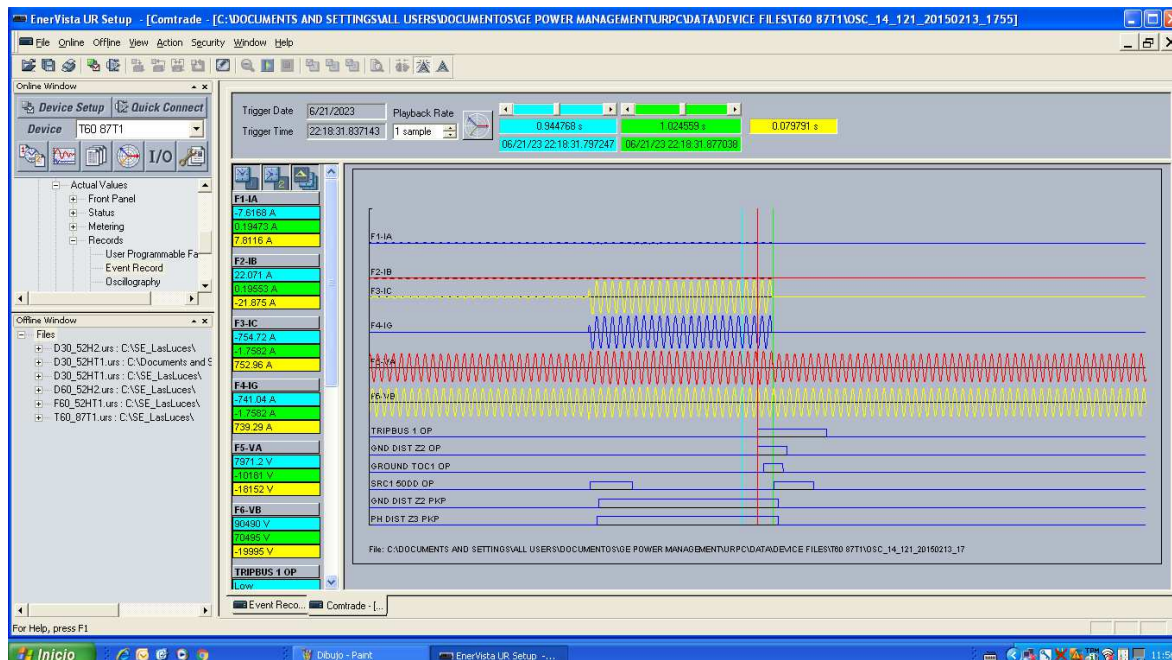 EnerVista UR Setup - [Comtrade - [C:\DOCUMENTS AND SETTINGS\ALL USERS\DOCUMENTOS\GE POWER MANAGEMENT\URPC\DATA\DEVICE FILES\T60 87T1\OSC_14_121_20150213_1755]
File Online Offline View Action Security Window Help
Online Window
Device Setup Quick Connect
Device T60 87T1
I/O
Actual Values
Front Panel
Status
Metering
Records
User Programmable Fa
Event Record
Oscillography
Offline Window
Files
D30_52H2.urs : C:\SE_LasLuces\
D30_52HT1.urs : C:\Documents and S
D30_52HT1.urs : C:\SE_LasLuces\
D60_52H2.urs : C:\SE_LasLuces\
F60_52HT1.urs : C:\SE_LasLuces\
T60_87T1.urs : C:\SE_LasLuces\
Trigger Date 6/21/2023
Trigger Time 22:18:31.837143
Playback Rate
1 sample
0.944768 s
1.024559 s
0.079791 s
06/21/23 22:18:31.797247
06/21/23 22:18:31.877038
F1-IA
-7.6168 A
0.19473 A
7.8116 A
F2-IB
22.071 A
0.19553 A
-21.875 A
F3-IC
-754.72 A
-1.7582 A
752.96 A
F4-IG
-741.04 A
-1.7582 A
739.29 A
F5-VA
7971.2 V
-10181 V
-18152 V
F6-VB
90490 V
70495 V
-19995 V
TRIPBUS 1 OP
Low
F1-IA
F2-IB
F3-IC
F4-IG
F5-VA
F6-VB
TRIPBUS 1 OP
GND DIST Z2 OP
GROUND TOC1 OP
SRC1 50DD OP
GND DIST Z2 PKP
PH DIST Z3 PKP
File: C:\DOCUMENTS AND SETTINGS\ALL USERS\DOCUMENTOS\GE POWER MANAGEMENT\URPC\DATA\DEVICE FILES\T60 87T1\OSC_14_121_20150213_17
Event Reco...
Comtrade - [...
For Help, press F1
Inicio
Dibujo - Paint
EnerVista UR Setup -...